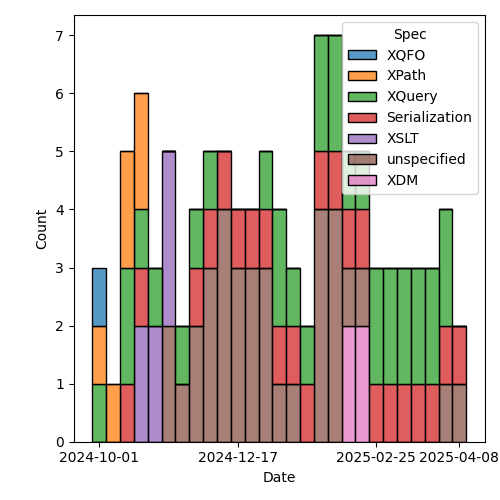 Spec
XQFO
XPath
XQuery
Serialization
XSLT
unspecified
XDM
7
6
5
4
3
2
1
0
Count
2024-10-01 2024-12-17 2025-02-25 2025-04-08
Date